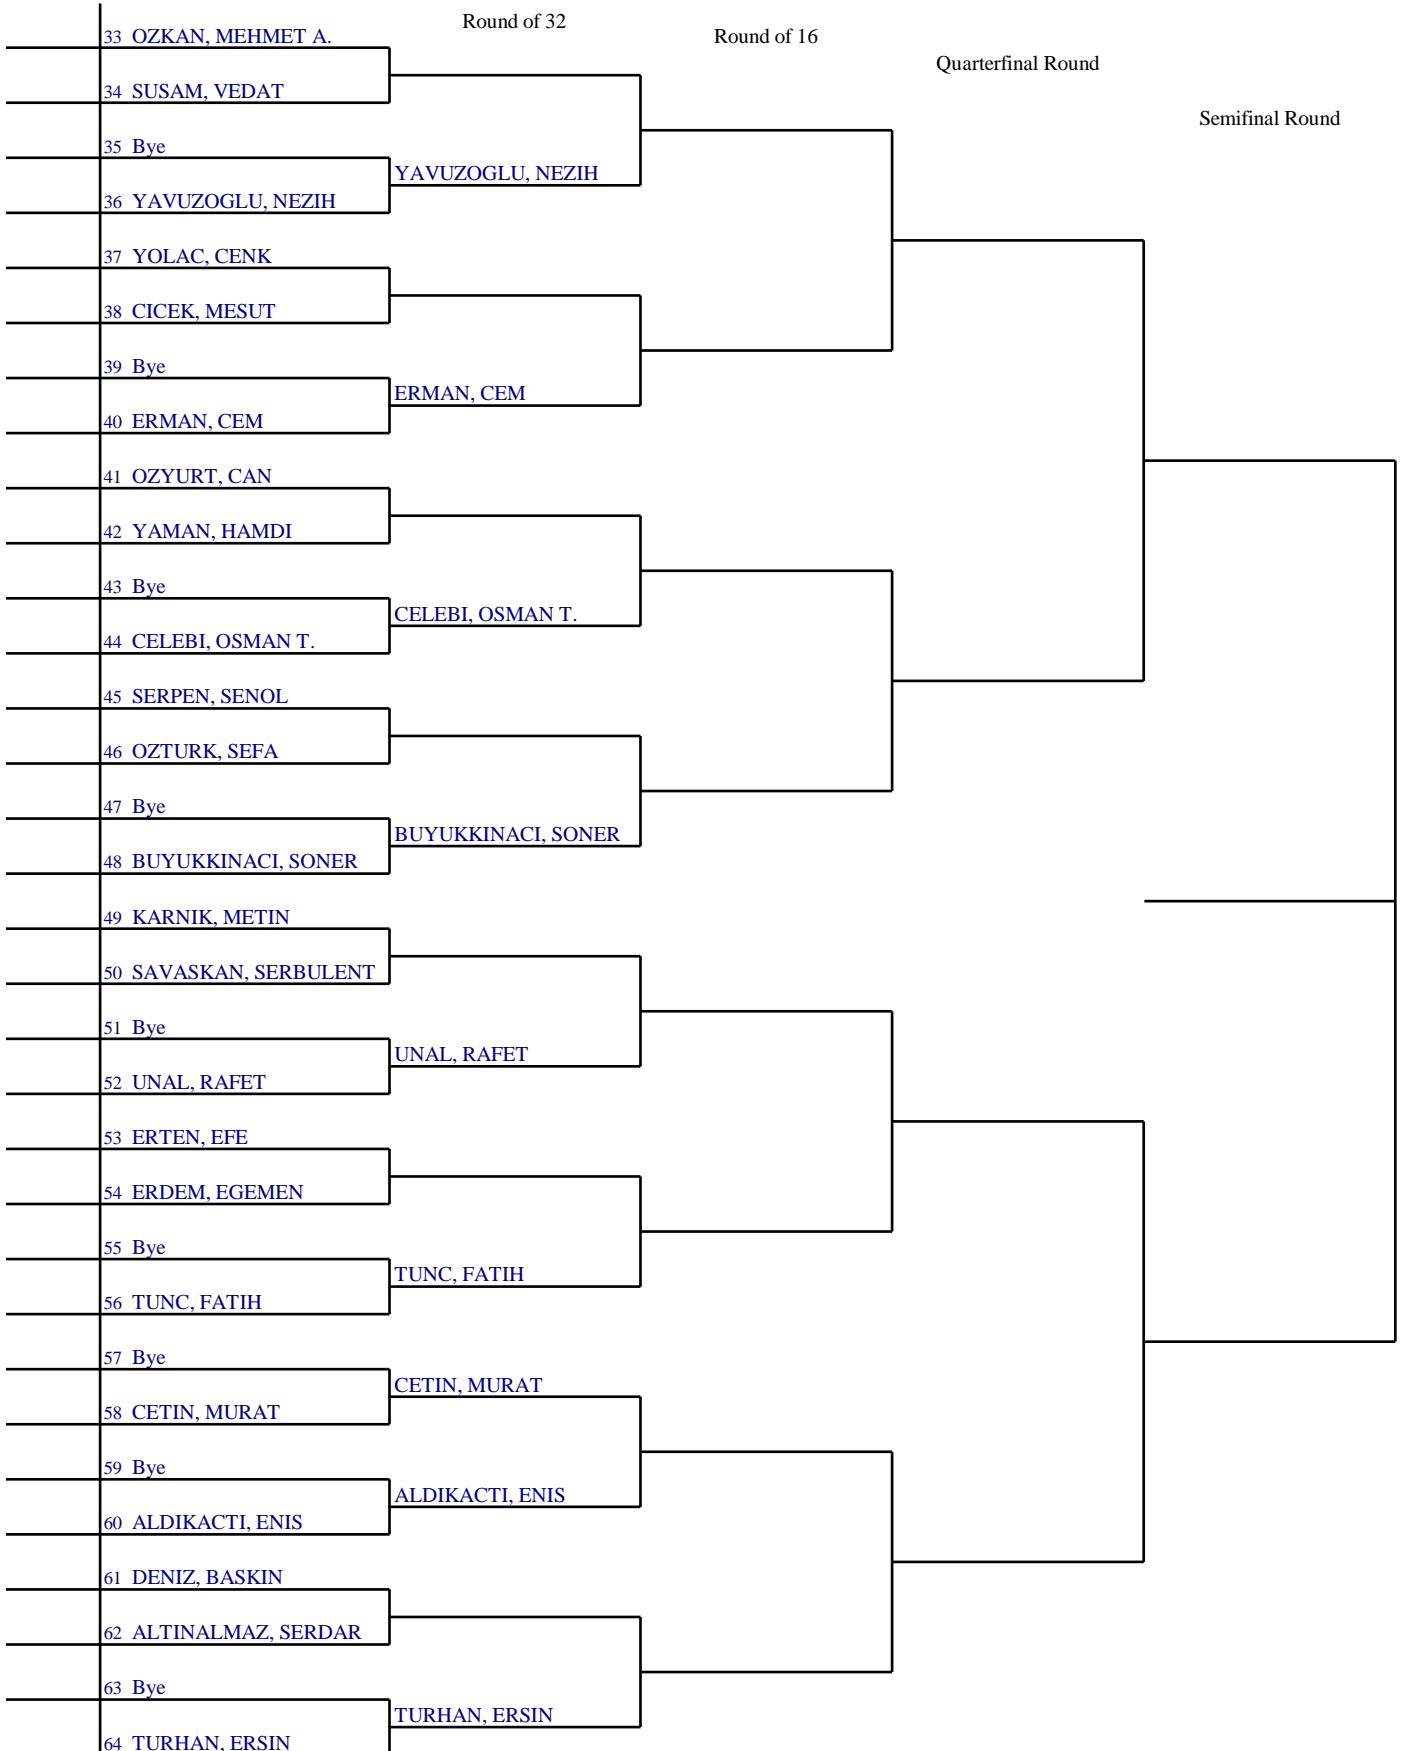 Round of 32
Round of 16
Quarterfinal Round
Semifinal Round
33 OZKAN, MEHMET A.
34 SUSAM, VEDAT
35 Bye
YAVUZOGLU, NEZIH
36 YAVUZOGLU, NEZIH
37 YOLAC, CENK
38 CICEK, MESUT
39 Bye
ERMAN, CEM
40 ERMAN, CEM
41 OZYURT, CAN
42 YAMAN, HAMDI
43 Bye
CELEBI, OSMAN T.
44 CELEBI, OSMAN T.
45 SERPEN, SENOL
46 OZTURK, SEFA
47 Bye
BUYUKKINACI, SONER
48 BUYUKKINACI, SONER
49 KARNIK, METIN
50 SAVASKAN, SERBULENT
51 Bye
UNAL, RAFET
52 UNAL, RAFET
53 ERTEN, EFE
54 ERDEM, EGEMEN
55 Bye
TUNC, FATIH
56 TUNC, FATIH
57 Bye
CETIN, MURAT
58 CETIN, MURAT
59 Bye
ALDIKACTI, ENIS
60 ALDIKACTI, ENIS
61 DENIZ, BASKIN
62 ALTINALMAZ, SERDAR
63 Bye
TURHAN, ERSIN
64 TURHAN, ERSIN